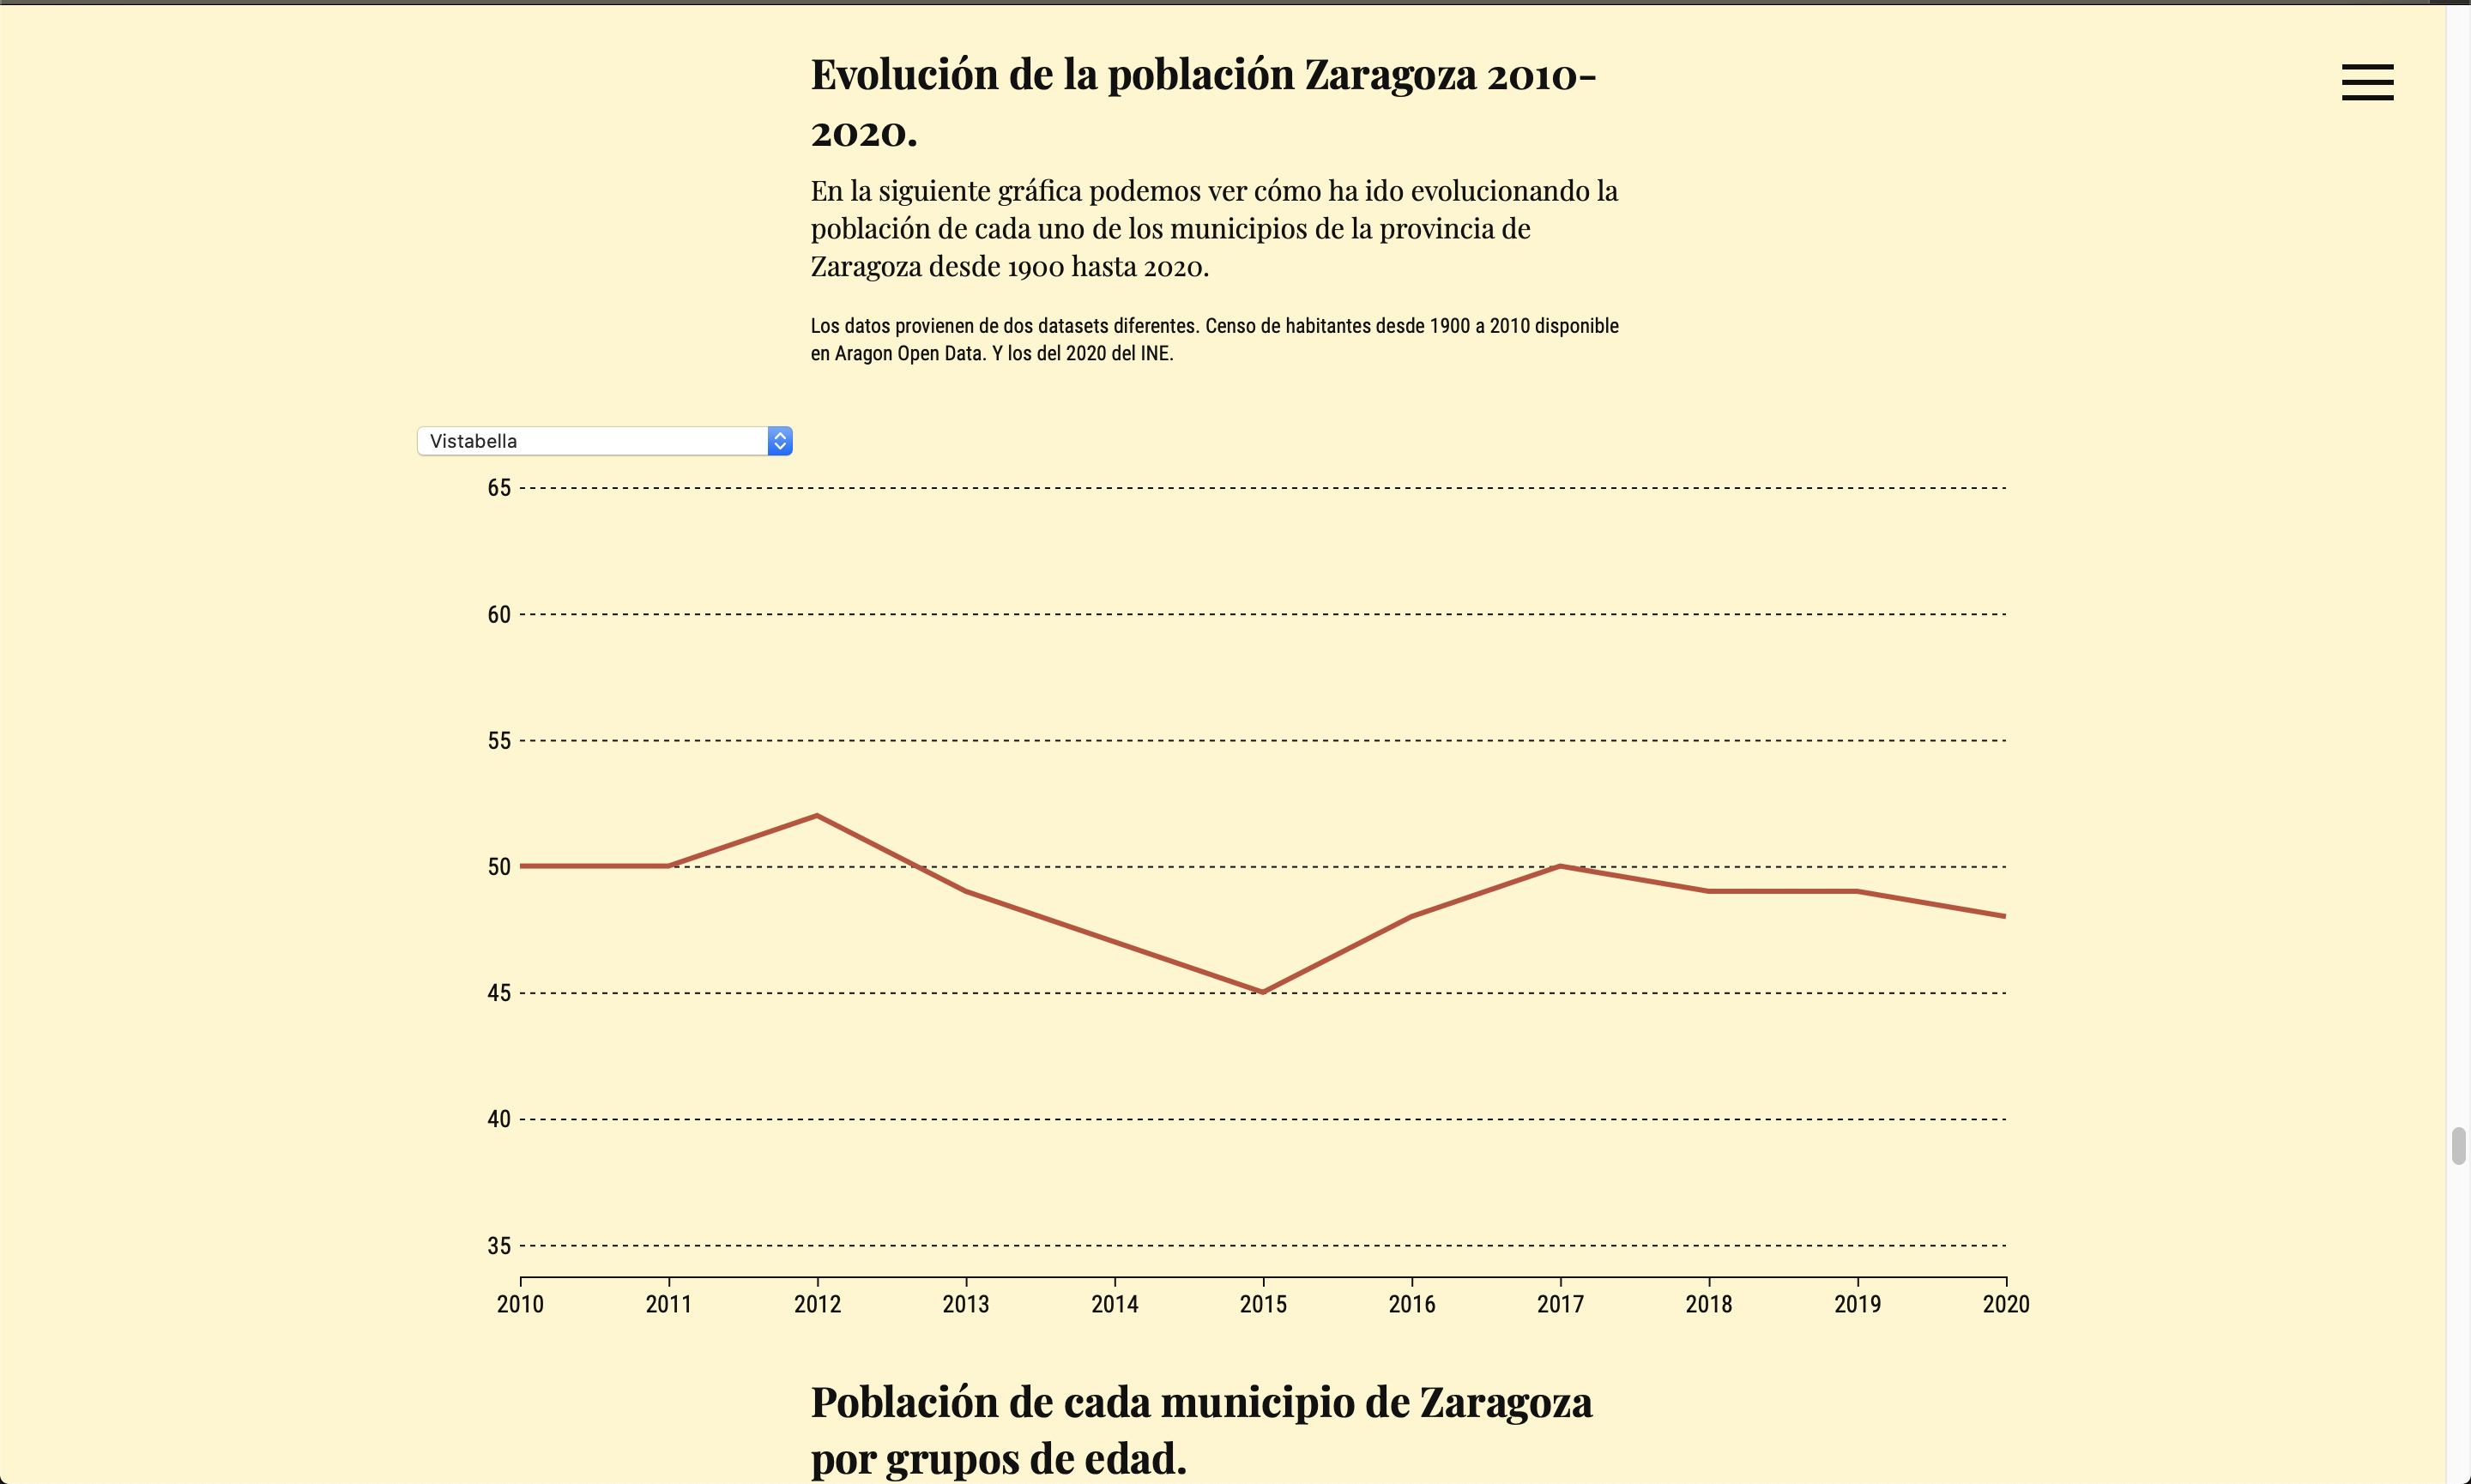 Evolución de la población Zaragoza 2010-
2020.
En la siguiente gráfica podemos ver cómo ha ido evolucionando la
población de cada uno de los municipios de la provincia de
Zaragoza desde 1900 hasta 2020.
Los datos provienen de dos datasets diferentes. Censo de habitantes desde 1900 a 2010 disponible
en Aragon Open Data. Y los del 2020 del INE.
Vistabella
65
60
55
50
45
40
35
2010 2011 2012 2013 2014 2015 2016 2017 2018 2019 2020
Población de cada municipio de Zaragoza
por grupos de edad.